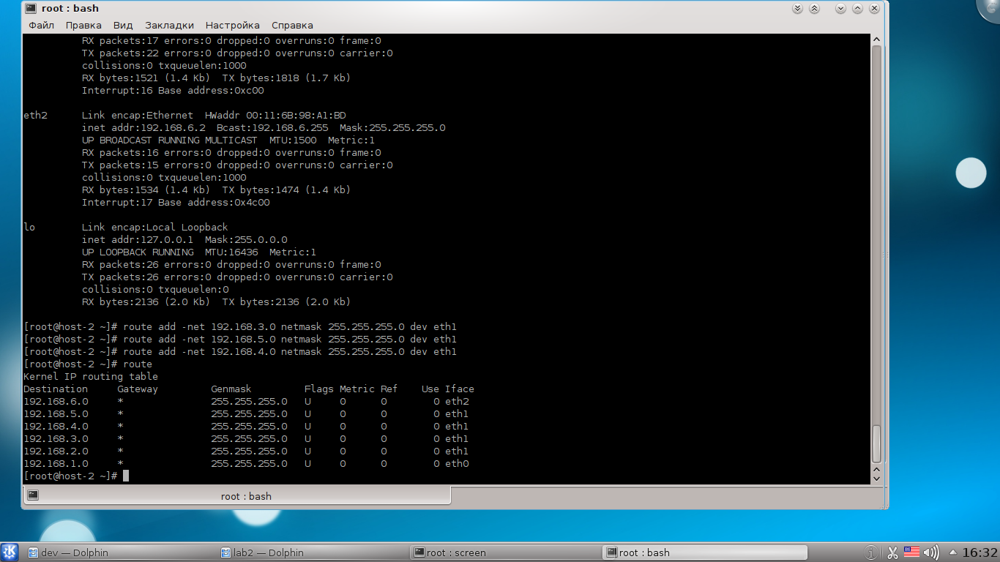 root : bash
Файл Правка Вид Закладки Настройка Справка
RX packets:17 errors:0 dropped:0 overruns:0 frame:0
TX packets:22 errors:0 dropped:0 overruns:0 carrier:0
collisions:0 txqueuelen:1000
RX bytes:1521 (1.4 Kb)  TX bytes:1818 (1.7 Kb)
Interrupt:16 Base address:0xc00
eth2      Link encap:Ethernet  HWaddr 00:11:6B:98:A1:BD
inet addr:192.168.6.2  Bcast:192.168.6.255  Mask:255.255.255.0
UP BROADCAST RUNNING MULTICAST  MTU:1500  Metric:1
RX packets:16 errors:0 dropped:0 overruns:0 frame:0
TX packets:15 errors:0 dropped:0 overruns:0 carrier:0
collisions:0 txqueuelen:1000
RX bytes:1534 (1.4 Kb)  TX bytes:1474 (1.4 Kb)
Interrupt:17 Base address:0x4c00
lo        Link encap:Local Loopback
inet addr:127.0.0.1  Mask:255.0.0.0
UP LOOPBACK RUNNING  MTU:16436  Metric:1
RX packets:26 errors:0 dropped:0 overruns:0 frame:0
TX packets:26 errors:0 dropped:0 overruns:0 carrier:0
collisions:0 txqueuelen:0
RX bytes:2136 (2.0 Kb)  TX bytes:2136 (2.0 Kb)
[root@host-2 ~]# route add -net 192.168.3.0 netmask 255.255.255.0 dev eth1
[root@host-2 ~]# route add -net 192.168.5.0 netmask 255.255.255.0 dev eth1
[root@host-2 ~]# route add -net 192.168.4.0 netmask 255.255.255.0 dev eth1
[root@host-2 ~]# route
Kernel IP routing table
Destination     Gateway         Genmask         Flags Metric Ref    Use Iface
192.168.6.0     *               255.255.255.0   U     0      0        0 eth2
192.168.5.0     *               255.255.255.0   U     0      0        0 eth1
192.168.4.0     *               255.255.255.0   U     0      0        0 eth1
192.168.3.0     *               255.255.255.0   U     0      0        0 eth1
192.168.2.0     *               255.255.255.0   U     0      0        0 eth1
192.168.1.0     *               255.255.255.0   U     0      0        0 eth0
[root@host-2 ~]#
root : bash
dev — Dolphin
lab2 — Dolphin
root : screen
root : bash
16:32